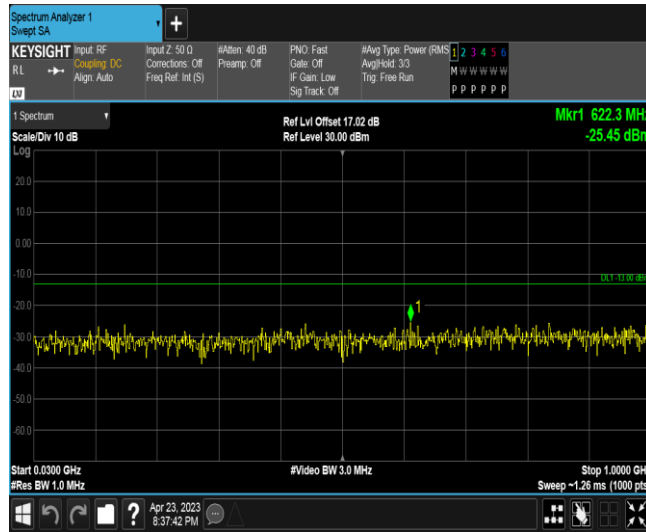 Spectrum Analyzer 1
Swept SA
+
KEYSIGHT
RL
LXI
Input: RF
Coupling: DC
Align: Auto
Input Z: 50 Ω
Corrections: Off
Freq Ref: Int (S)
#Atten: 40 dB
Preamp: Off
PNO: Fast
Gate: Off
IF Gain: Low
Sig Track: Off
#Avg Type: Power (RMS
Avg|Hold: 3/3
Trig: Free Run
1 2 3 4 5 6
M W W W W W
P P P P P P
1 Spectrum
Scale/Div 10 dB
Ref Lvl Offset 17.02 dB
Ref Level 30.00 dBm
Mkr1 622.3 MHz
-25.45 dBm
Log
20.0
10.0
0.00
-10.0
DL1 -13.00 dBm
-20.0
1
-30.0
-40.0
-50.0
-60.0
Start 0.0300 GHz
#Res BW 1.0 MHz
#Video BW 3.0 MHz
Stop 1.0000 GH
Sweep ~1.26 ms (1000 pts
?
Apr 23, 2023
8:37:42 PM